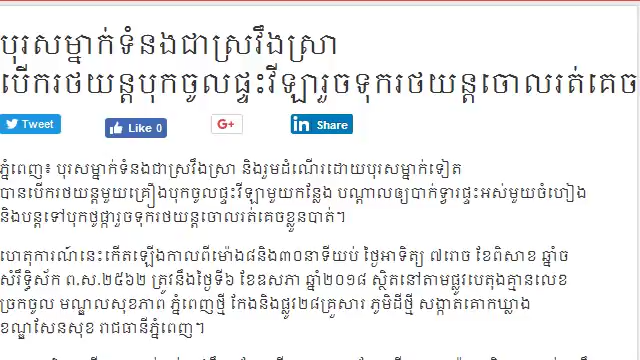 បុរសម្នាក់ទំនងជាស្រវឹងស្រា
បើករថយន្តបុកចូលផ្ទះវីឡារួចទុករថយន្តចោលរត់គេច
Tweet
Like 0
G+
in Share
ភ្នំពេញ៖ បុរសម្នាក់ទំនងជាស្រវឹងស្រា និងរួមដំណើរដោយបុរសម្នាក់ទៀត
បានបើករថយន្តមួយគ្រឿងបុកចូលផ្ទះវីឡាមួយកន្លែង បណ្តាលឲ្យបាក់ទ្វារផ្ទះអស់មួយចំហៀង
និងបន្តទៅបុកថូផ្ការួចទុករថយន្តចោលរត់គេចខ្លួនបាត់។
ហេតុការណ៍នេះកើតឡើងកាលពីម៉ោង៨និង៣០នាទីយប់ ថ្ងៃអាទិត្យ ៧រោច ខែពិសាខ ឆ្នាំច
សំរឹទ្ធិស័ក ព.ស.២៥៦២ ត្រូវនឹងថ្ងៃទី៦ ខែឧសភា ឆ្នាំ២០១៨ ស្ថិតនៅតាមផ្លូវបេតុងគ្មានលេខ
ច្រកចូល មណ្ឌលសុខភាព ភ្នំពេញថ្មី កែងនិងផ្លូវ២៨គ្រួសារ ភូមិដីថ្មី សង្កាត់គោកឃ្លាង
ខណ្ឌសែនសុខ រាជធានីភ្នំពេញ។